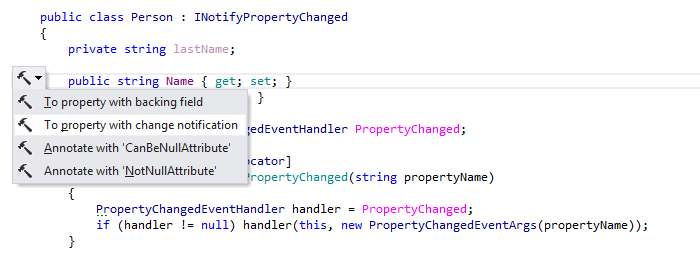 public class Person : INotifyPropertyChanged
{
private string lastName;
public string Name { get; set; }
To property with backing field }
To property with change notification gedEventHandler PropertyChanged;
Annotate with 'CanBeNullAttribute' cator]
Annotate with 'NotNullAttribute' PropertyChanged(string propertyName)
{
PropertyChangedEventHandler handler = PropertyChanged;
if (handler != null) handler(this, new PropertyChangedEventArgs(propertyName));
}